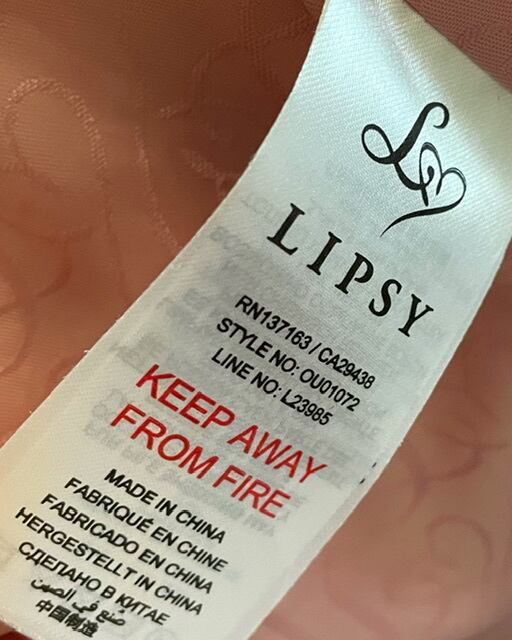 LIPSY
RN137163 / CA29438
STYLE NO: OU01072
LINE NO: L23985
KEEP AWAY
FROM FIRE
MADE IN CHINA
FABRIQUÉ EN CHINE
FABRICADO EN CHINA
HERGESTELLT IN CHINA
СДЕЛАНО В КИТАЕ
صنع في الصين
中国制造